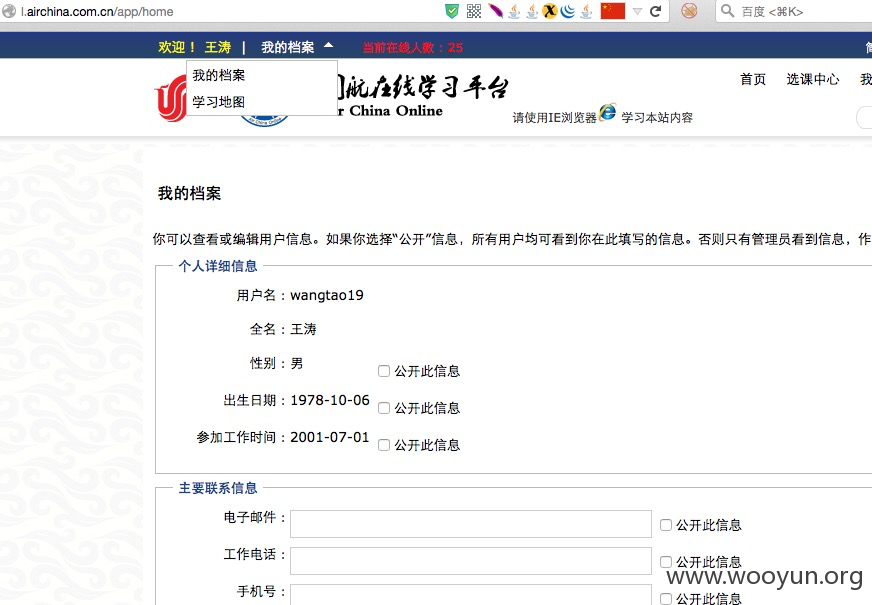 l.airchina.com.cn/app/home
百度 <⌘K>
欢迎！ 王涛 | 我的档案 当前在线人数：25
我的档案
学习地图
航在线学习平台
r China Online
请使用IE浏览器 学习本站内容
首页 选课中心 我
我的档案
你可以查看或编辑用户信息。如果你选择“公开”信息，所有用户均可看到你在此填写的信息。否则只有管理员看到信息，作
个人详细信息
用户名：wangtao19
全名：王涛
性别：男 公开此信息
出生日期：1978-10-06 公开此信息
参加工作时间：2001-07-01 公开此信息
主要联系信息
电子邮件： 公开此信息
工作电话： 公开此信息
手机号： 公开此信息
www.wooyun.org